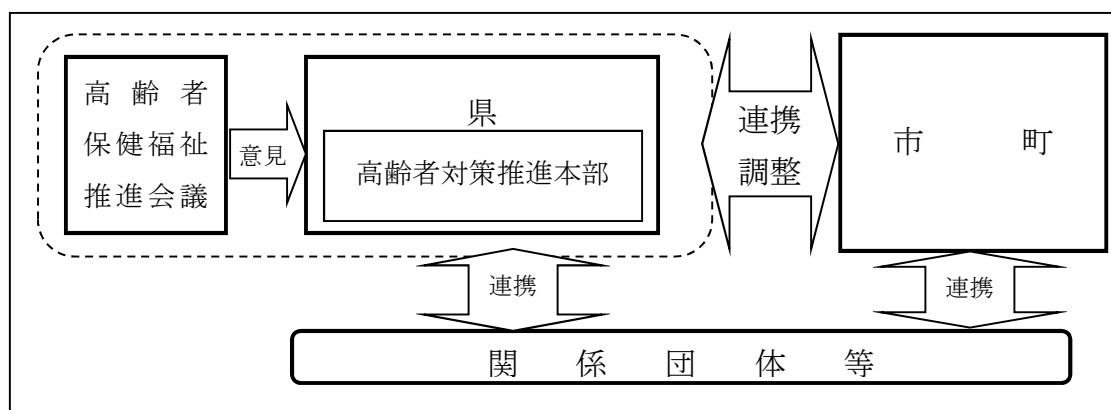 高齢者
保健福祉
推進会議
意見
県
高齢者対策推進本部
連携
調整
市町
連携
連携
関係団体等